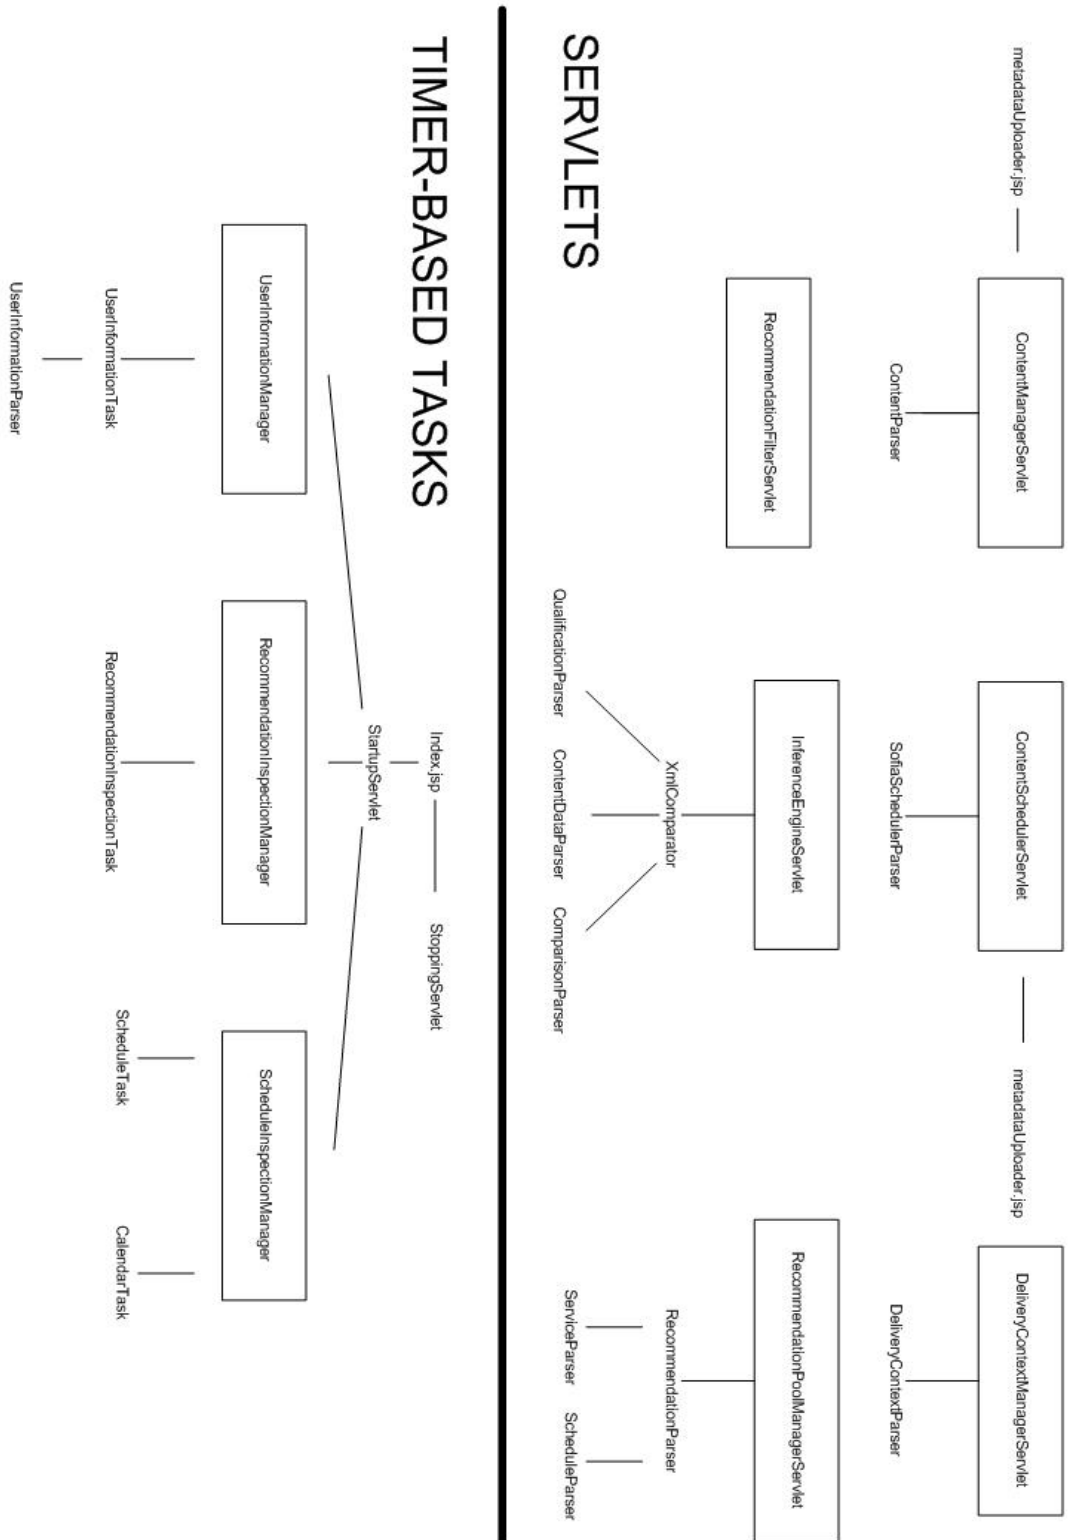 metadataUploader.jsp
ContentManagerServlet
ContentSchedulerServlet
metadataUploader.jsp
DeliveryContextManagerServlet
ContentParser
SofiaSchedulerParser
DeliveryContextParser
RecommendationFilterServlet
InferenceEngineServlet
RecommendationPoolManagerServlet
XmlComparator
RecommendationParser
SERVLETS
QualificationParser
ContentDataParser
ComparisonParser
ServiceParser
ScheduleParser
TIMER-BASED TASKS
Index.jsp
StoppingServlet
StartupServlet
UserInformationManager
RecommendationInspectionManager
ScheduleInspectionManager
UserInformationTask
RecommendationInspectionTask
ScheduleTask
CalendarTask
UserInformationParser